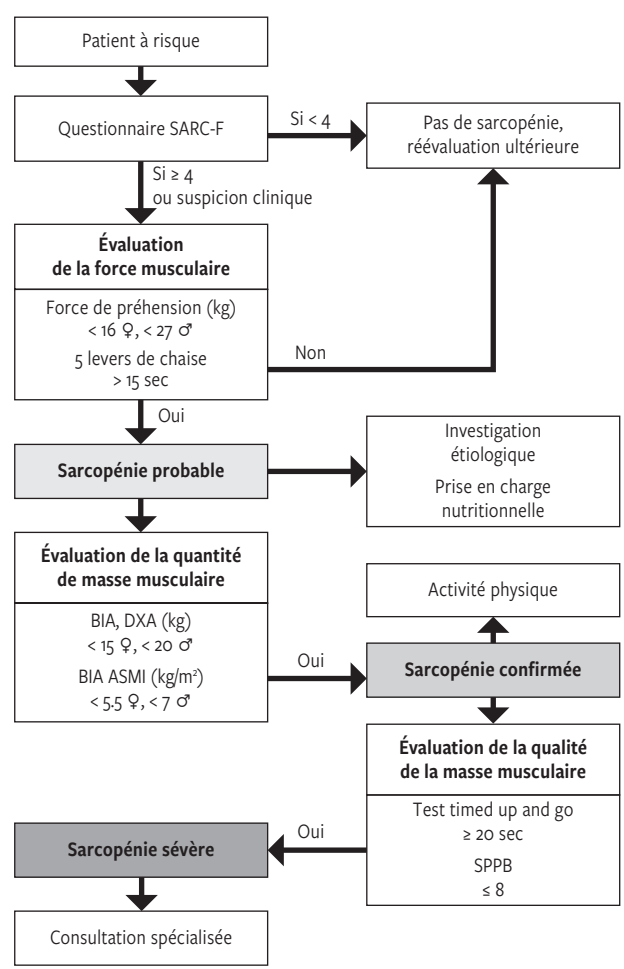 Patient à risque
Questionnaire SARC-F
Si < 4
Pas de sarcopénie,
réévaluation ultérieure
Si ≥ 4
ou suspicion clinique
Évaluation
de la force musculaire
Force de préhension (kg)
< 16 ♀, < 27 ♂
5 levers de chaise
> 15 sec
Non
Oui
Sarcopénie probable
Investigation
étiologique
Prise en charge
nutritionnelle
Évaluation de la quantité
de masse musculaire
BIA, DXA (kg)
< 15 ♀, < 20 ♂
BIA ASMI (kg/m²)
< 5.5 ♀, < 7 ♂
Oui
Activité physique
Sarcopénie confirmée
Évaluation de la qualité
de la masse musculaire
Test timed up and go
≥ 20 sec
SPPB
≤ 8
Oui
Sarcopénie sévère
Consultation spécialisée